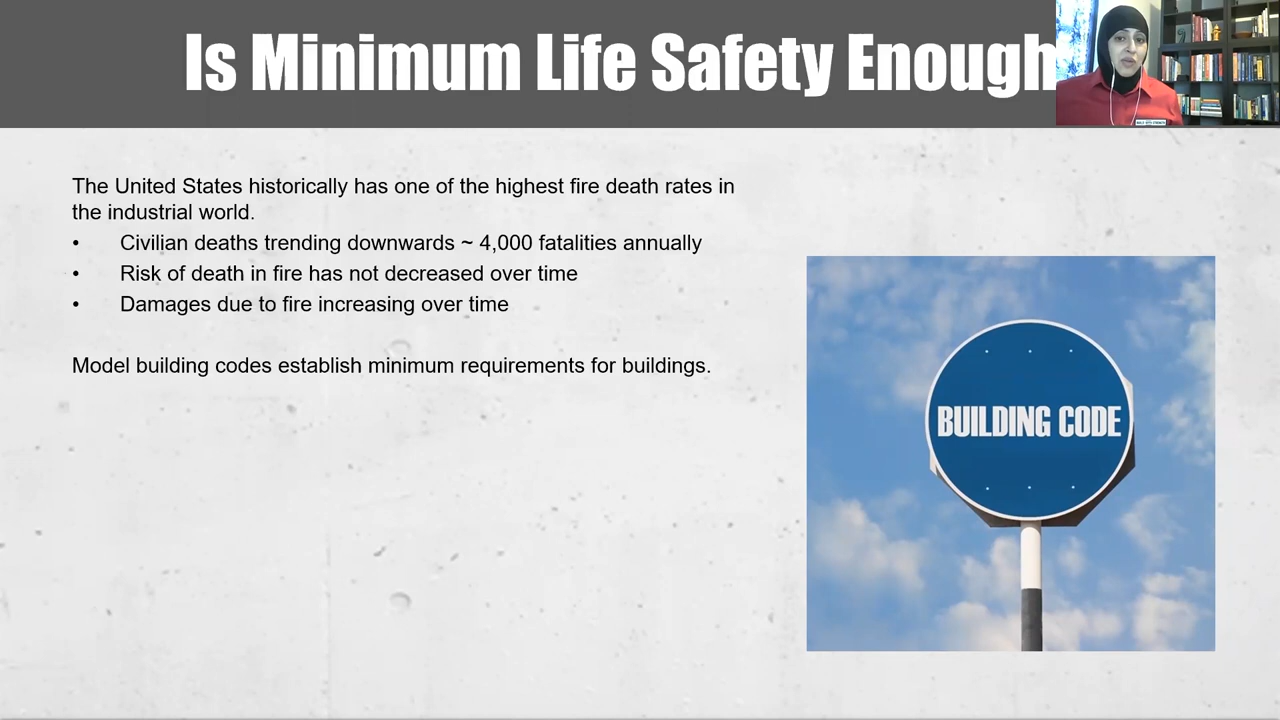 Is Minimum Life Safety Enough
The United States historically has one of the highest fire death rates in
the industrial world.
• Civilian deaths trending downwards ~ 4,000 fatalities annually
• Risk of death in fire has not decreased over time
• Damages due to fire increasing over time
Model building codes establish minimum requirements for buildings.
BUILDING CODE